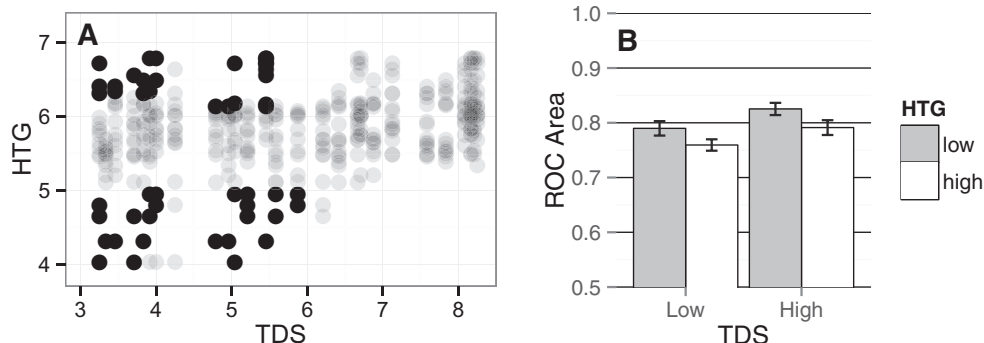 A
HTG
7
6
5
4
3 4 5 6 7 8
TDS
B
ROC Area
1.0
0.9
0.8
0.7
0.6
0.5
Low High
TDS
HTG
low
high